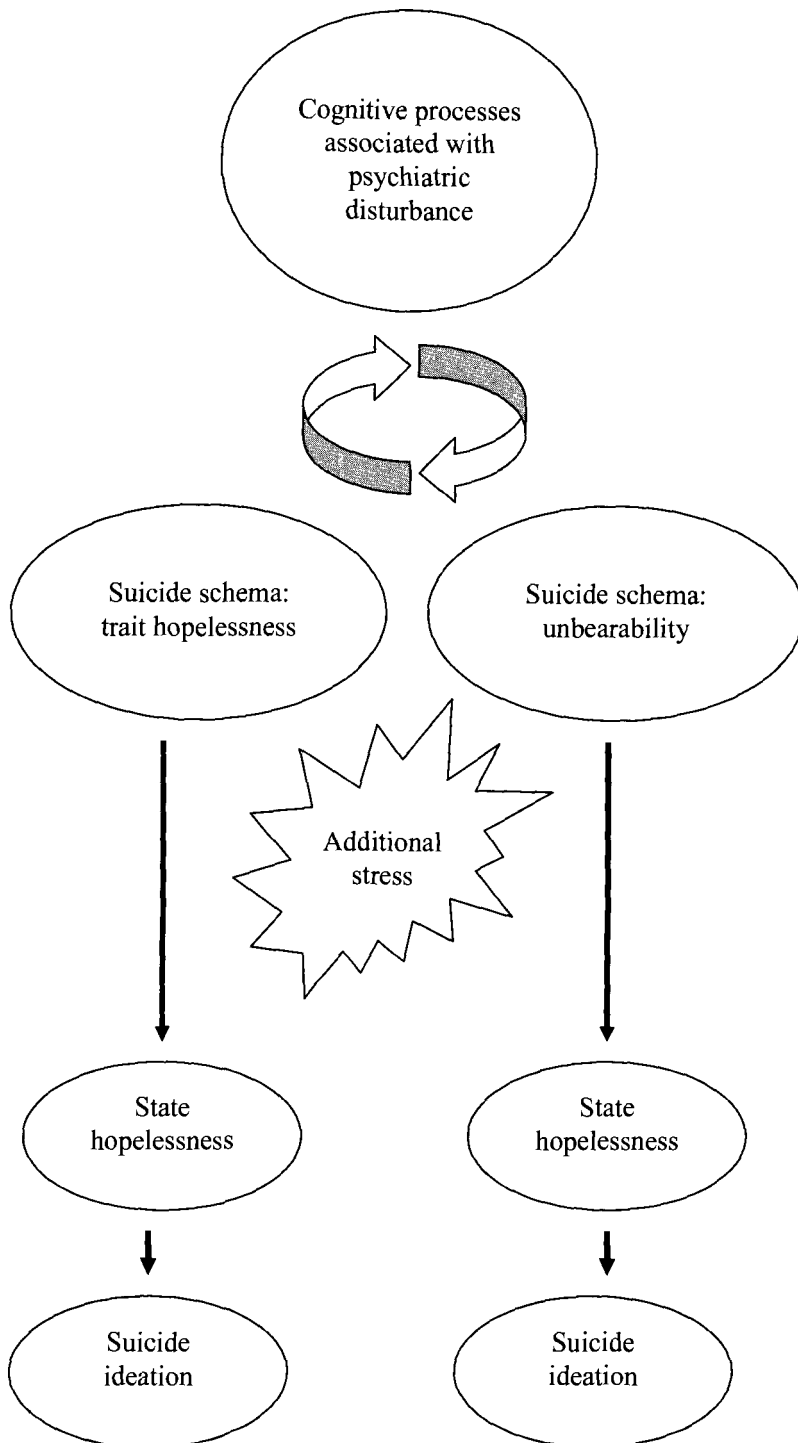 Cognitive processes
associated with
psychiatric
disturbance
Suicide schema:
trait hopelessness
Suicide schema:
unbearability
Additional
stress
State
hopelessness
State
hopelessness
Suicide
ideation
Suicide
ideation